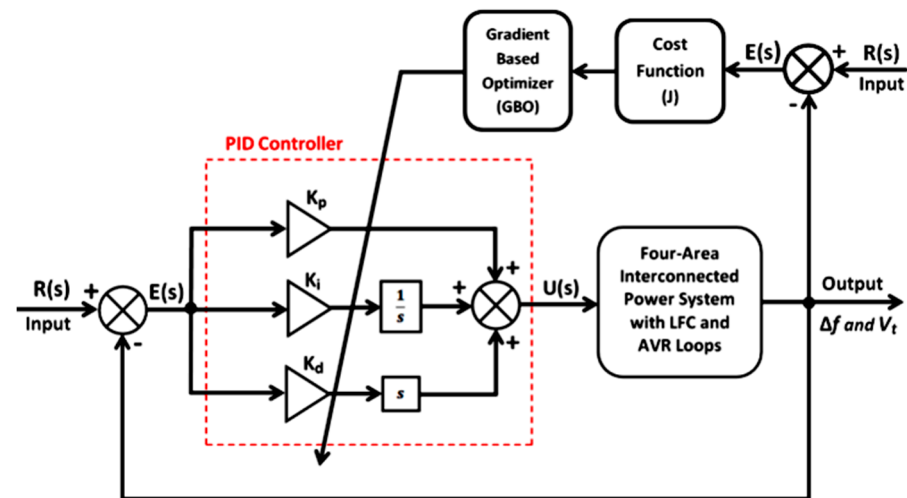 Gradient
Based
Optimizer
(GBO)
Cost
Function
(J)
E(s)
+
R(s)
Input
-
PID Controller
Kp
Ki
1/s
Kd
s
R(s)
+
Input
E(s)
-
+
+
+
U(s)
Four-Area
Interconnected
Power System
with LFC and
AVR Loops
Output
Δf and Vt